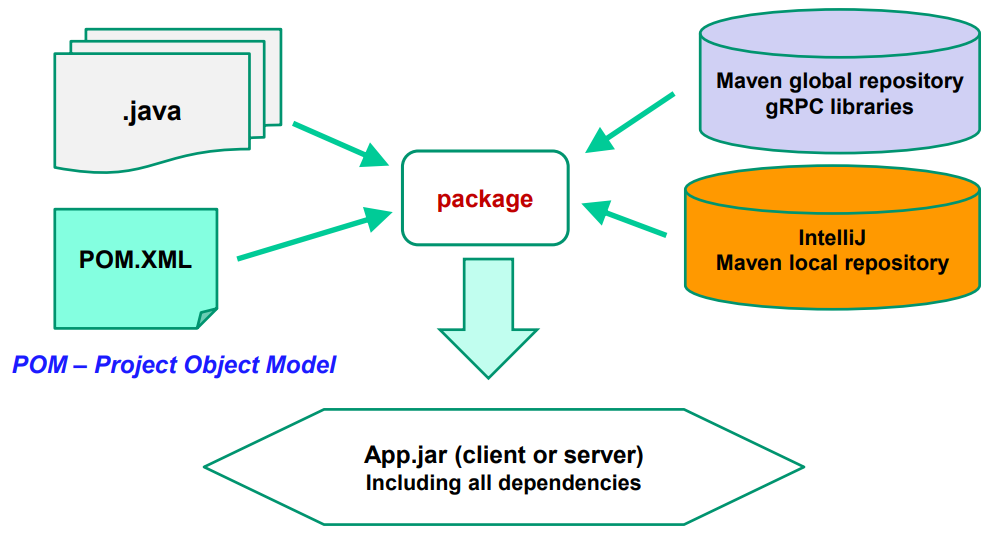 .java
Maven global repository
gRPC libraries
package
POM.XML
IntelliJ
Maven local repository
POM – Project Object Model
App.jar (client or server)
Including all dependencies